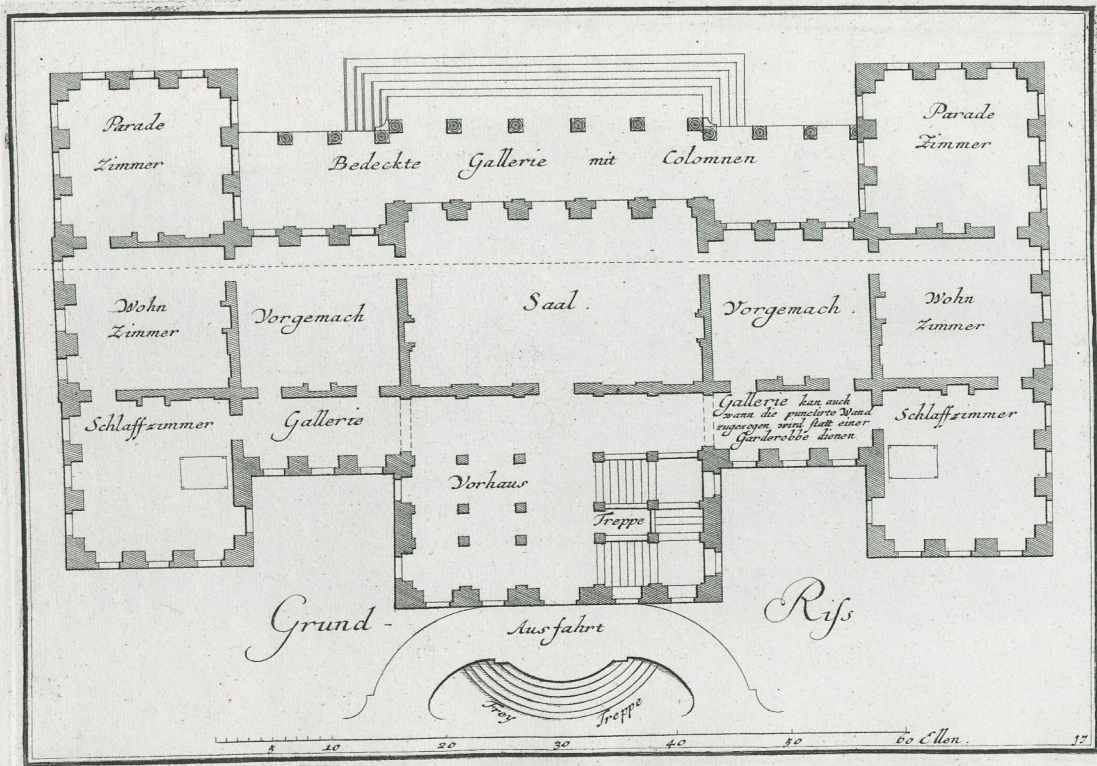 Parade
Zimmer
Parade
Zimmer
Bedeckte Gallerie mit Colomnen
Wohn
Zimmer
Vorgemach
Saal.
Vorgemach.
Wohn
Zimmer
Schlaffzimmer
Gallerie
Gallerie kan auch
wann die punctirte Wand
zugezogen wird statt einer
Garderobbe dienen
Schlaffzimmer
Vorhaus
Treppe
Grund - Riss
Ausfahrt
Frey Treppe
5 10 20 30 40 50 60 Ellen.
17